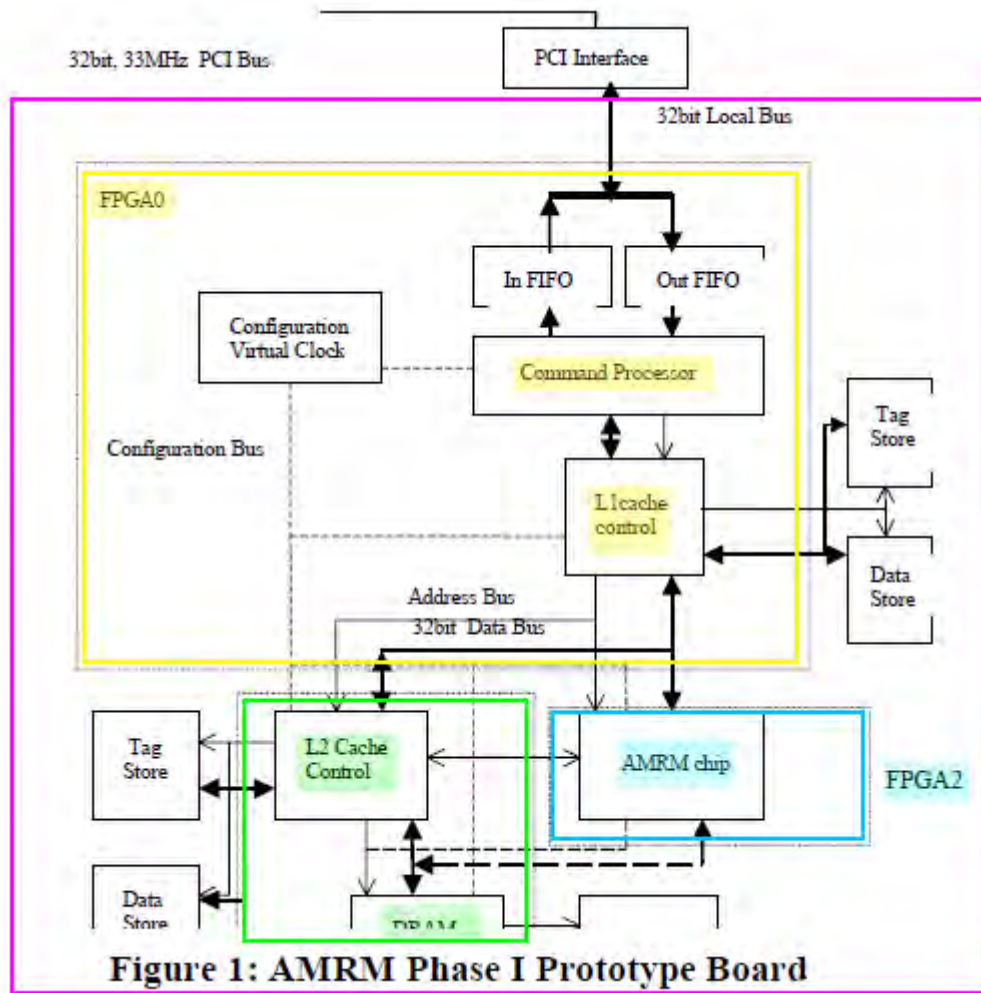 32bit, 33MHz PCI Bus
PCI Interface
32bit Local Bus
FPGA0
In FIFO
Out FIFO
Configuration
Virtual Clock
Command Processor
Tag
Store
Configuration Bus
L1cache
control
Data
Store
Address Bus
32bit Data Bus
Tag
Store
L2 Cache
Control
AMRM chip
FPGA2
Data
Store
DRAM
Figure 1: AMRM Phase I Prototype Board